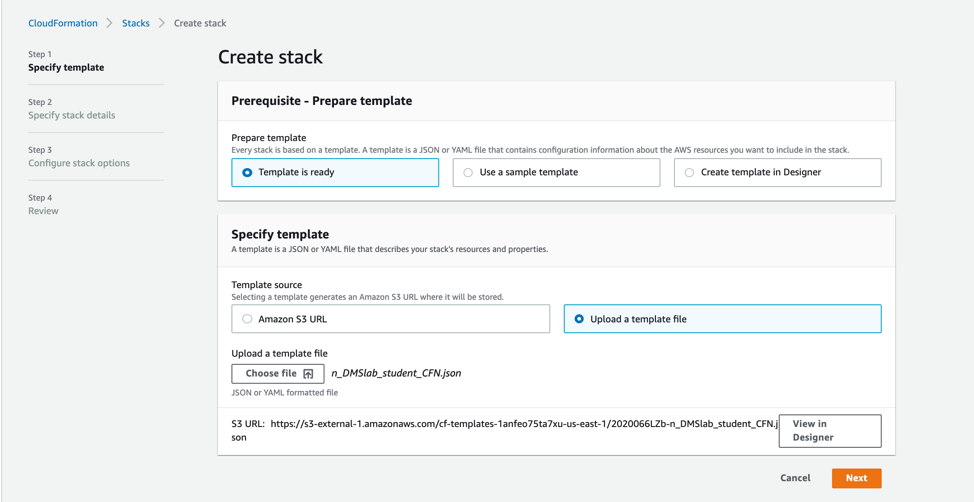 CloudFormation > Stacks > Create stack
Step 1
Specify template
Step 2
Specify stack details
Step 3
Configure stack options
Step 4
Review
Create stack
Prerequisite - Prepare template
Prepare template
Every stack is based on a template. A template is a JSON or YAML file that contains configuration information about the AWS resources you want to include in the stack.
Template is ready
Use a sample template
Create template in Designer
Specify template
A template is a JSON or YAML file that describes your stack's resources and properties.
Template source
Selecting a template generates an Amazon S3 URL where it will be stored.
Amazon S3 URL
Upload a template file
Upload a template file
Choose file
n_DMSlab_student_CFN.json
JSON or YAML formatted file
S3 URL: https://s3-external-1.amazonaws.com/cf-templates-1anfeo75ta7xu-us-east-1/2020066LZb-n_DMSlab_student_CFN.j
son
View in
Designer
Cancel
Next